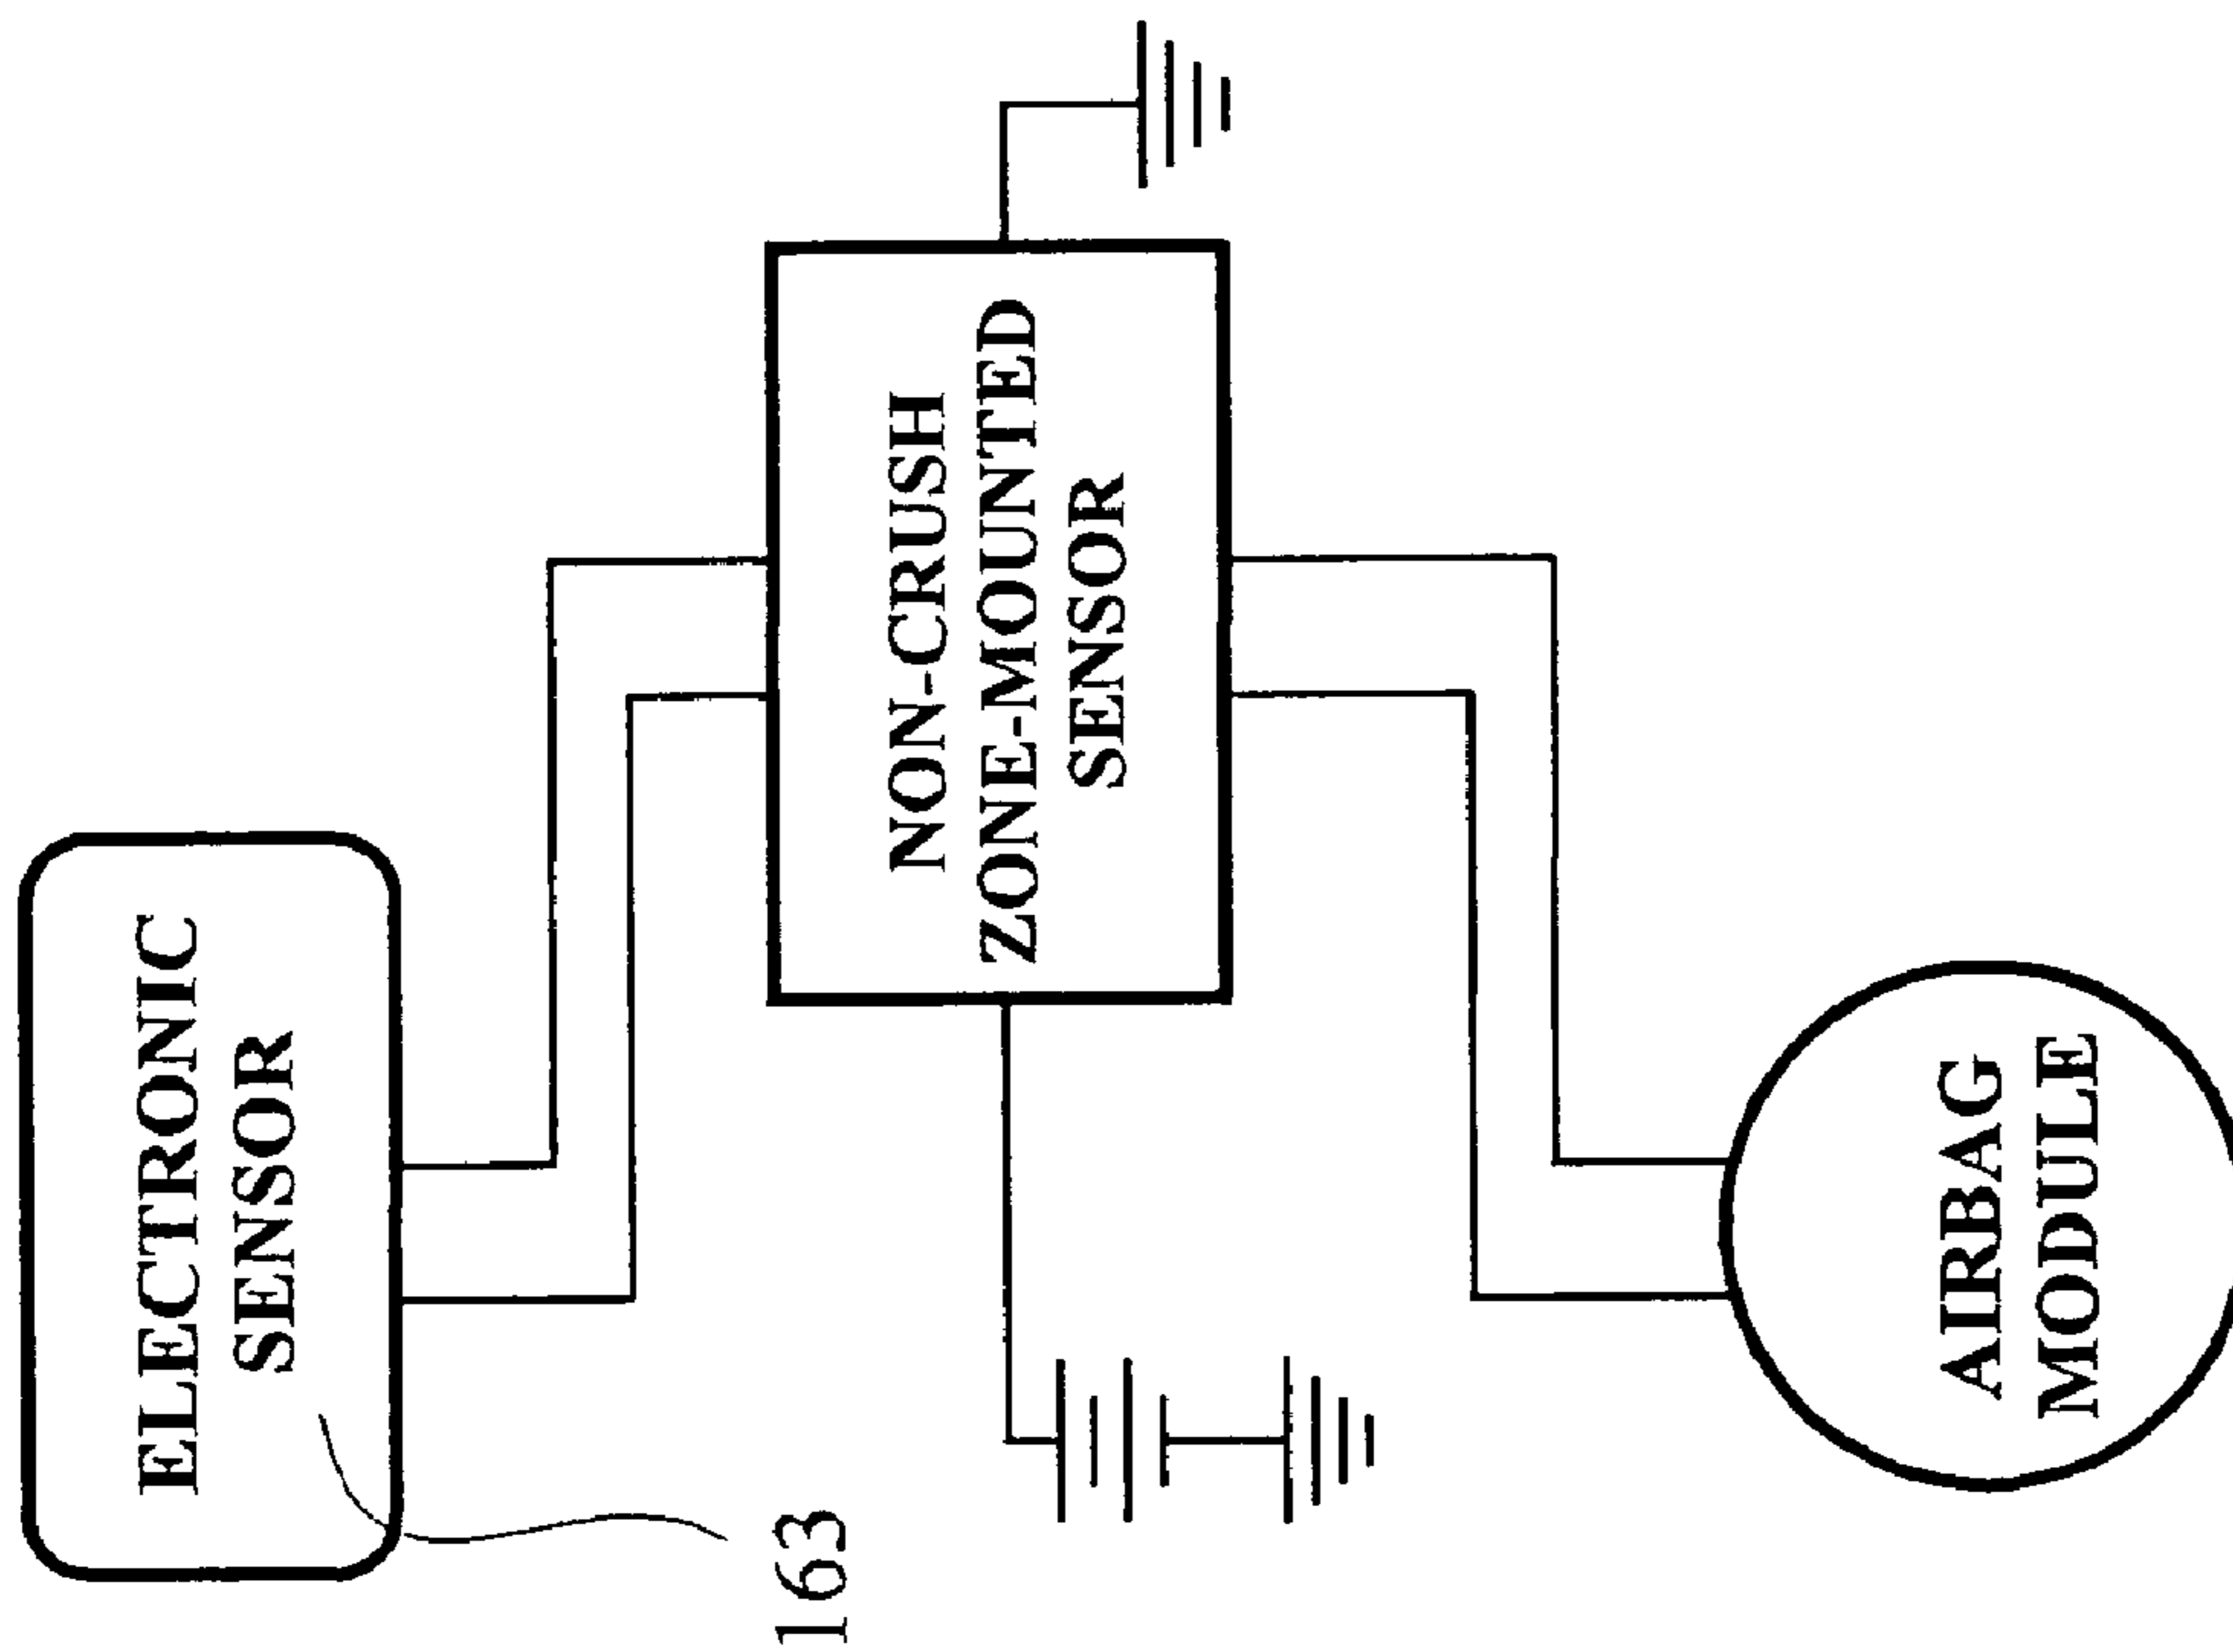 ELECTRONIC
SENSOR
163
NON-CRUSH
ZONE-MOUNTED
SENSOR
AIRBAG
MODULE